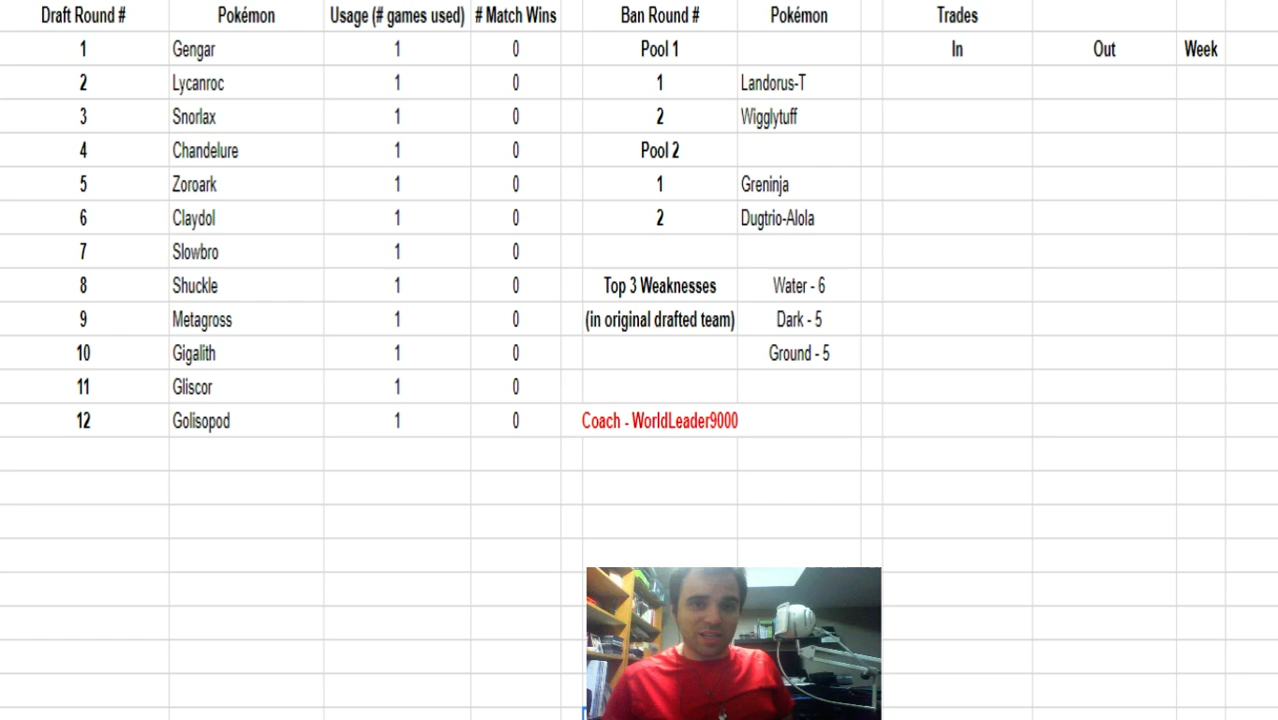 Draft Round # Pokémon Usage (# games used) # Match Wins Ban Round # Pokémon Trades
1 Gengar 1 0 Pool 1 In Out Week
2 Lycanroc 1 0 1 Landorus-T
3 Snorlax 1 0 2 Wigglytuff
4 Chandelure 1 0 Pool 2
5 Zoroark 1 0 1 Greninja
6 Claydol 1 0 2 Dugtrio-Alola
7 Slowbro 1 0
8 Shuckle 1 0 Top 3 Weaknesses Water - 6
9 Metagross 1 0 (in original drafted team) Dark - 5
10 Gigalith 1 0 Ground - 5
11 Gliscor 1 0
12 Golisopod 1 0 Coach - WorldLeader9000